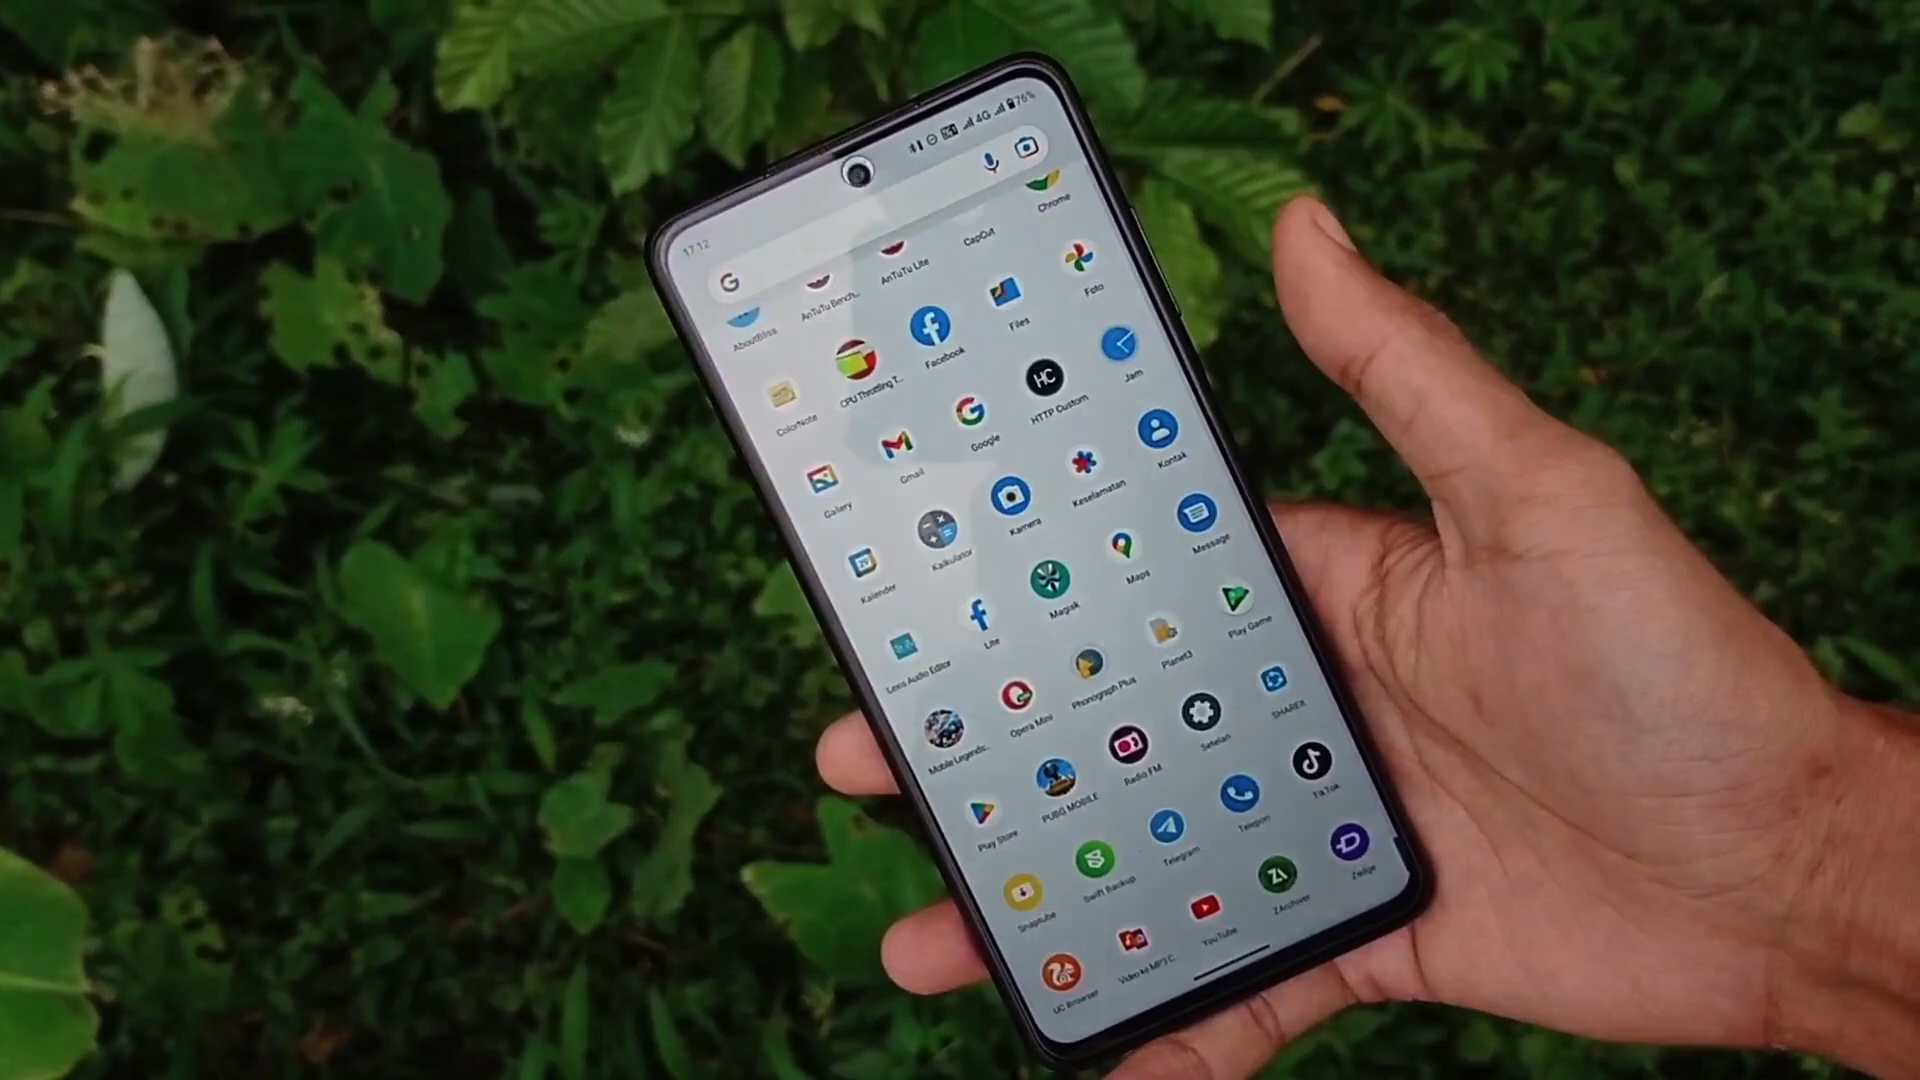 17.12
4G 76%
AboutBliss AnTuTu Bench... AnTuTu Lite CapCut Chrome
ColorNote CPU Throttling T... Facebook Files Foto
Gallery Gmail Google HTTP Custom Jam
Kalender Kalkulator Kamera Keselamatan Kontak
Lexis Audio Editor Lite Magisk Maps Message
Mobile Legends:... Opera Mini Phonograph Plus Planet3 Play Game
Play Store PUBG MOBILE Radio FM Setelan SHAREit
Snaptube Swift Backup Telegram Telepon TikTok
UC Browser Video ke MP3 C... YouTube ZArchiver Zedge